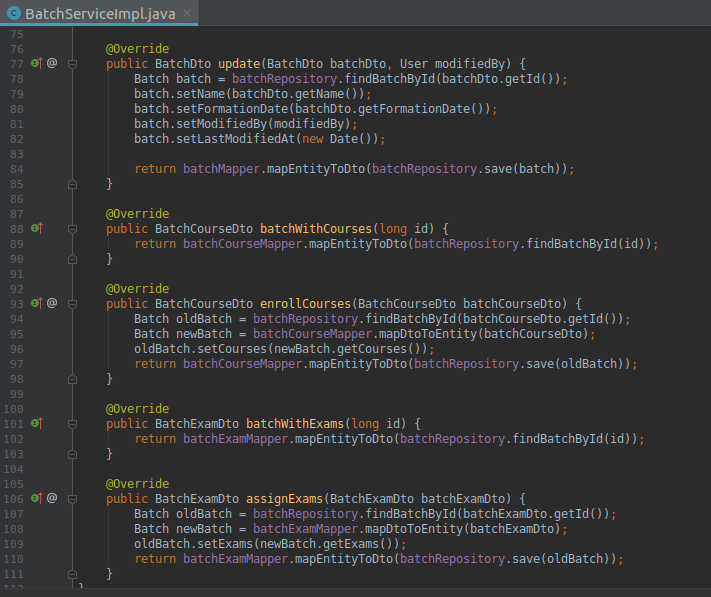 BatchServiceImpl.java
75
76 @Override
77 @ public BatchDto update(BatchDto batchDto, User modifiedBy) {
78 Batch batch = batchRepository.findBatchById(batchDto.getId());
79 batch.setName(batchDto.getName());
80 batch.setFormationDate(batchDto.getFormationDate());
81 batch.setModifiedBy(modifiedBy);
82 batch.setLastModifiedAt(new Date());
83
84 return batchMapper.mapEntityToDto(batchRepository.save(batch));
85 }
86
87 @Override
88 public BatchCourseDto batchWithCourses(long id) {
89 return batchCourseMapper.mapEntityToDto(batchRepository.findBatchById(id));
90 }
91
92 @Override
93 @ public BatchCourseDto enrollCourses(BatchCourseDto batchCourseDto) {
94 Batch oldBatch = batchRepository.findBatchById(batchCourseDto.getId());
95 Batch newBatch = batchCourseMapper.mapDtoToEntity(batchCourseDto);
96 oldBatch.setCourses(newBatch.getCourses());
97 return batchCourseMapper.mapEntityToDto(batchRepository.save(oldBatch));
98 }
99
100 @Override
101 public BatchExamDto batchWithExams(long id) {
102 return batchExamMapper.mapEntityToDto(batchRepository.findBatchById(id));
103 }
104
105 @Override
106 @ public BatchExamDto assignExams(BatchExamDto batchExamDto) {
107 Batch oldBatch = batchRepository.findBatchById(batchExamDto.getId());
108 Batch newBatch = batchExamMapper.mapDtoToEntity(batchExamDto);
109 oldBatch.setExams(newBatch.getExams());
110 return batchExamMapper.mapEntityToDto(batchRepository.save(oldBatch));
111 }
112 }